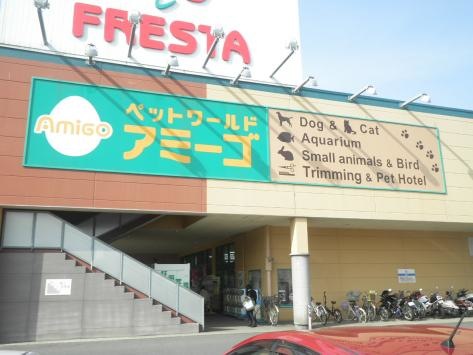 FRESTA
AMIGO
ペットワールド
アミーゴ
Dog & Cat
Aquarium
Small animals & Bird
Trimming & Pet Hotel